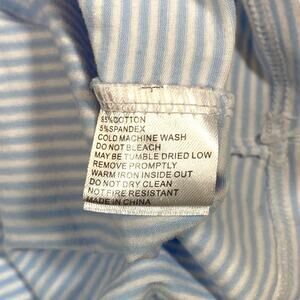 95%COTTON
5%SPANDEX
COLD MACHINE WASH
DO NOT BLEACH
MAY BE TUMBLE DRIED LOW
REMOVE PROMPTLY
WARM IRON INSIDE OUT
DO NOT DRY CLEAN
NOT FIRE RESISTANT
MADE IN CHINA